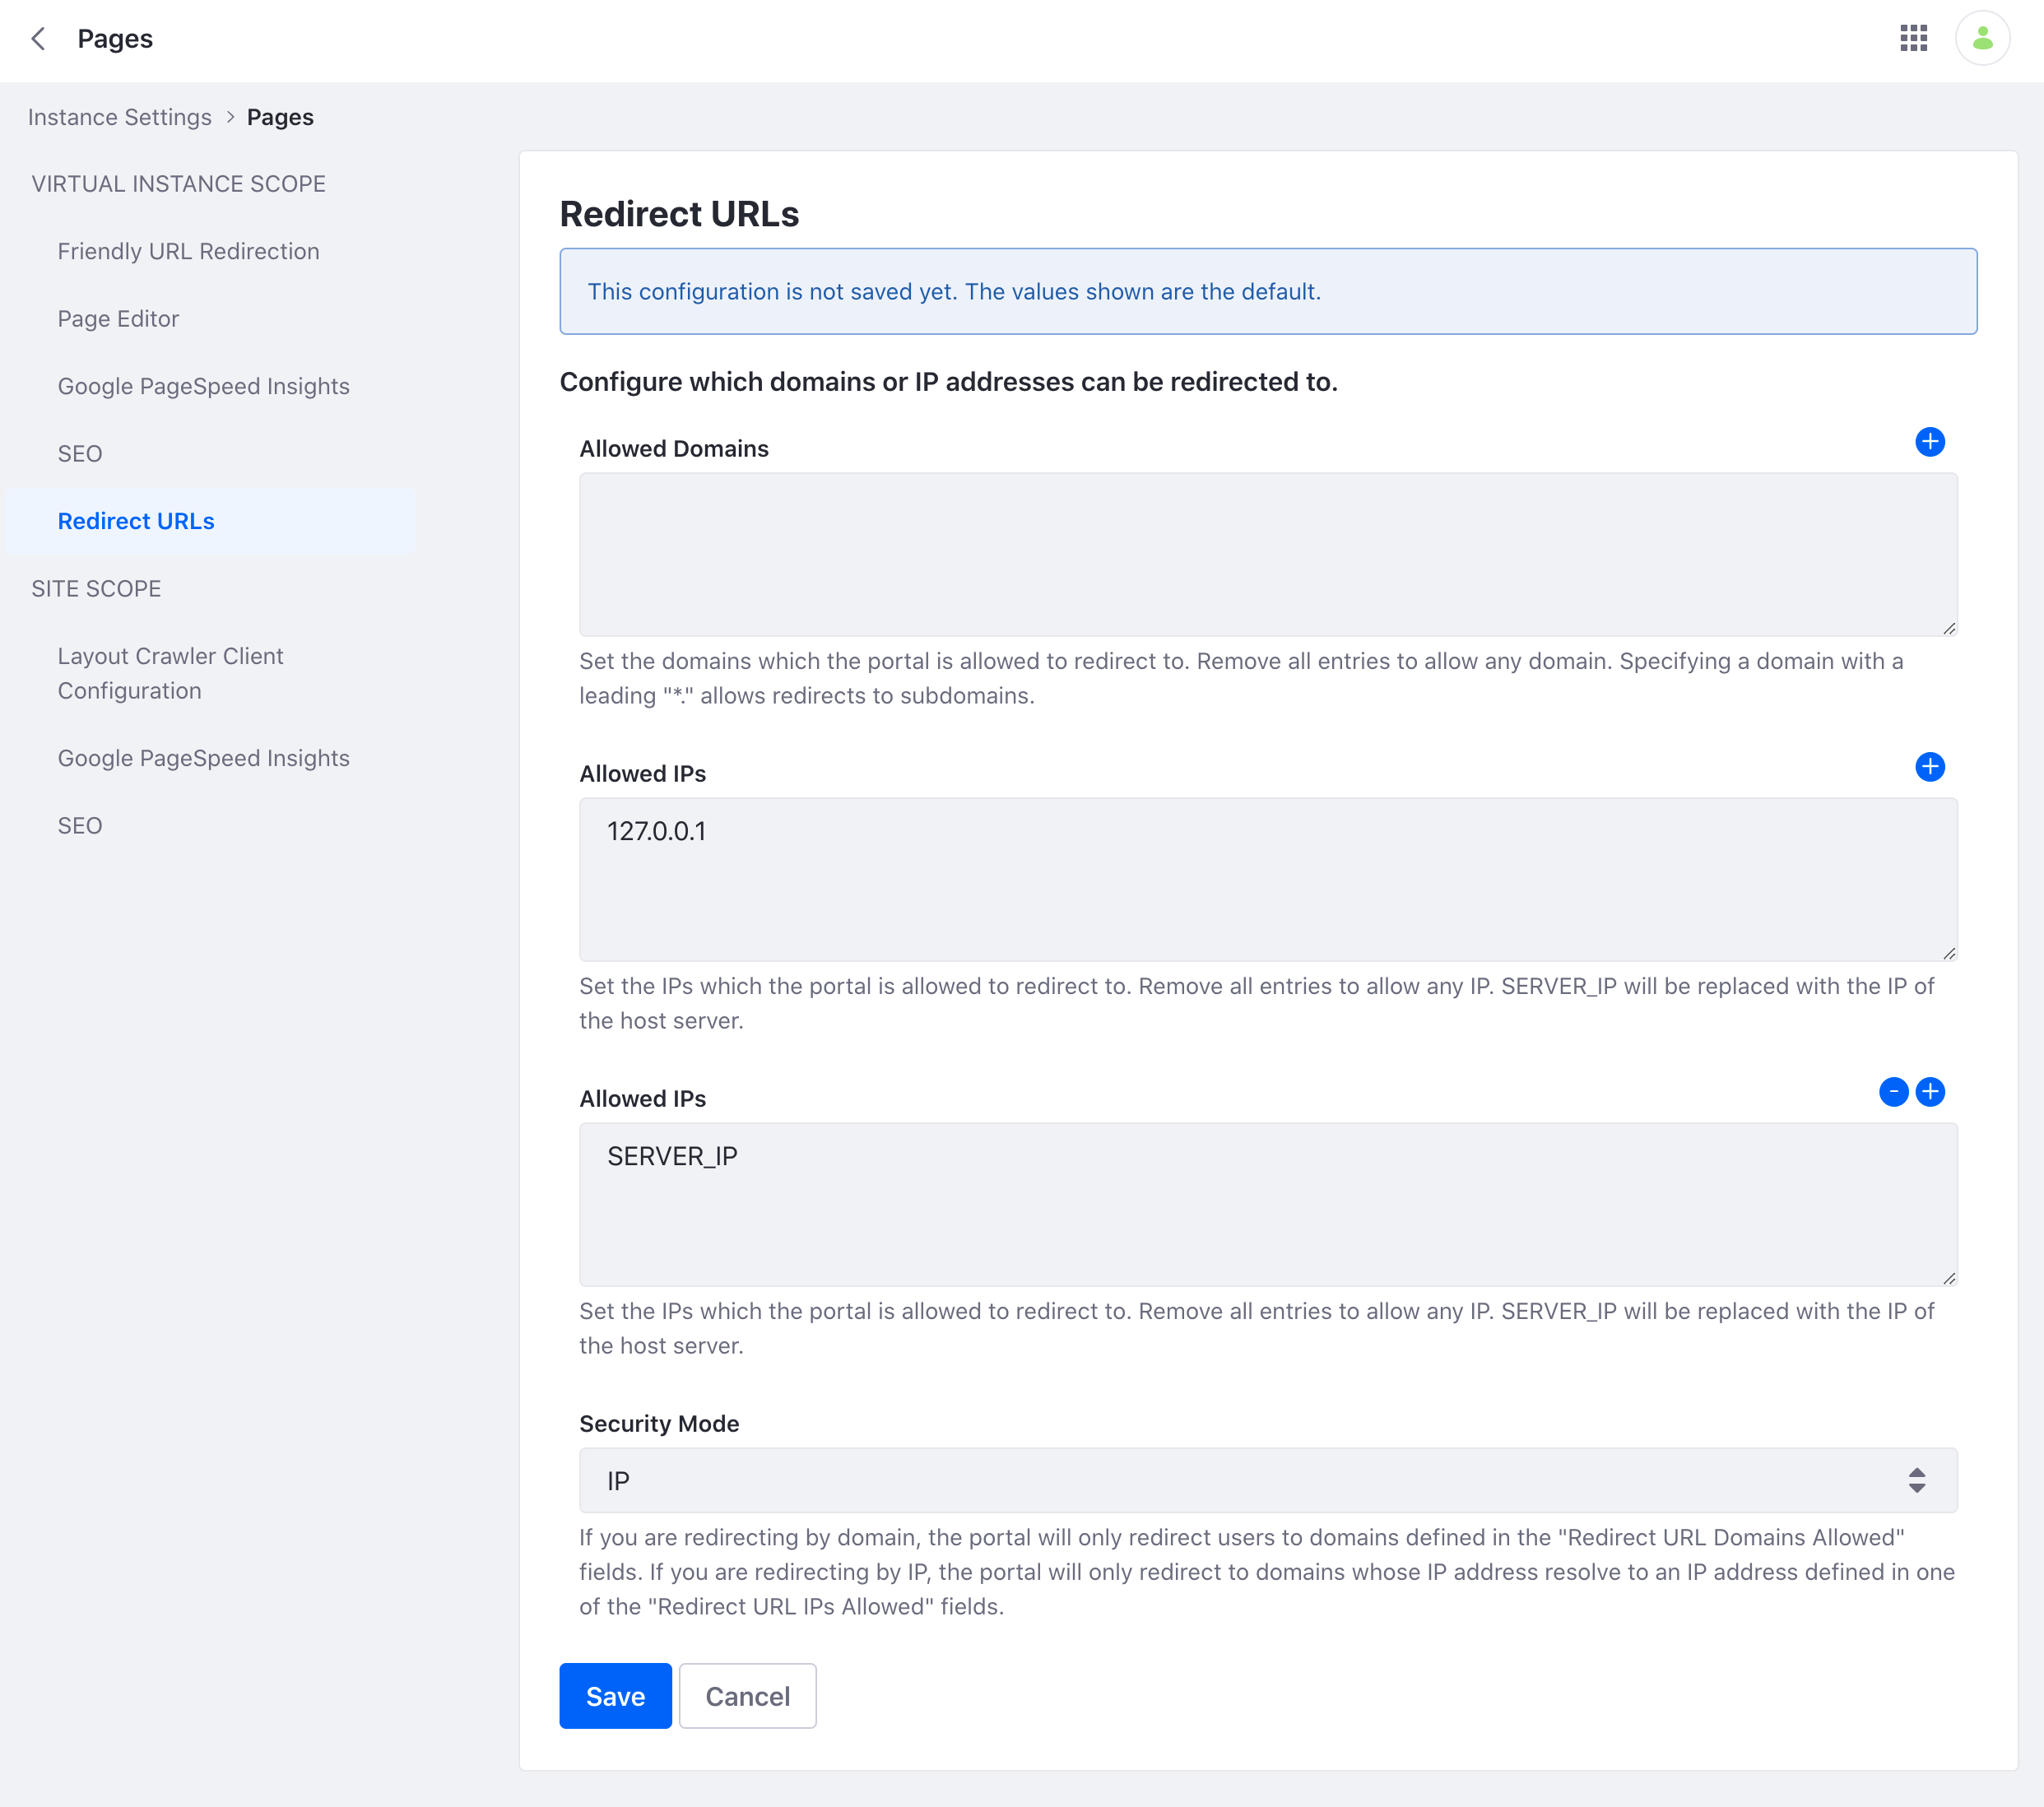 Pages
Instance Settings > Pages
VIRTUAL INSTANCE SCOPE
Friendly URL Redirection
Page Editor
Google PageSpeed Insights
SEO
Redirect URLs
SITE SCOPE
Layout Crawler Client
Configuration
Google PageSpeed Insights
SEO
Redirect URLs
This configuration is not saved yet. The values shown are the default.
Configure which domains or IP addresses can be redirected to.
Allowed Domains
Set the domains which the portal is allowed to redirect to. Remove all entries to allow any domain. Specifying a domain with a
leading "*." allows redirects to subdomains.
Allowed IPs
127.0.0.1
Set the IPs which the portal is allowed to redirect to. Remove all entries to allow any IP. SERVER_IP will be replaced with the IP of
the host server.
Allowed IPs
SERVER_IP
Set the IPs which the portal is allowed to redirect to. Remove all entries to allow any IP. SERVER_IP will be replaced with the IP of
the host server.
Security Mode
IP
If you are redirecting by domain, the portal will only redirect users to domains defined in the "Redirect URL Domains Allowed"
fields. If you are redirecting by IP, the portal will only redirect to domains whose IP address resolve to an IP address defined in one
of the "Redirect URL IPs Allowed" fields.
Save Cancel